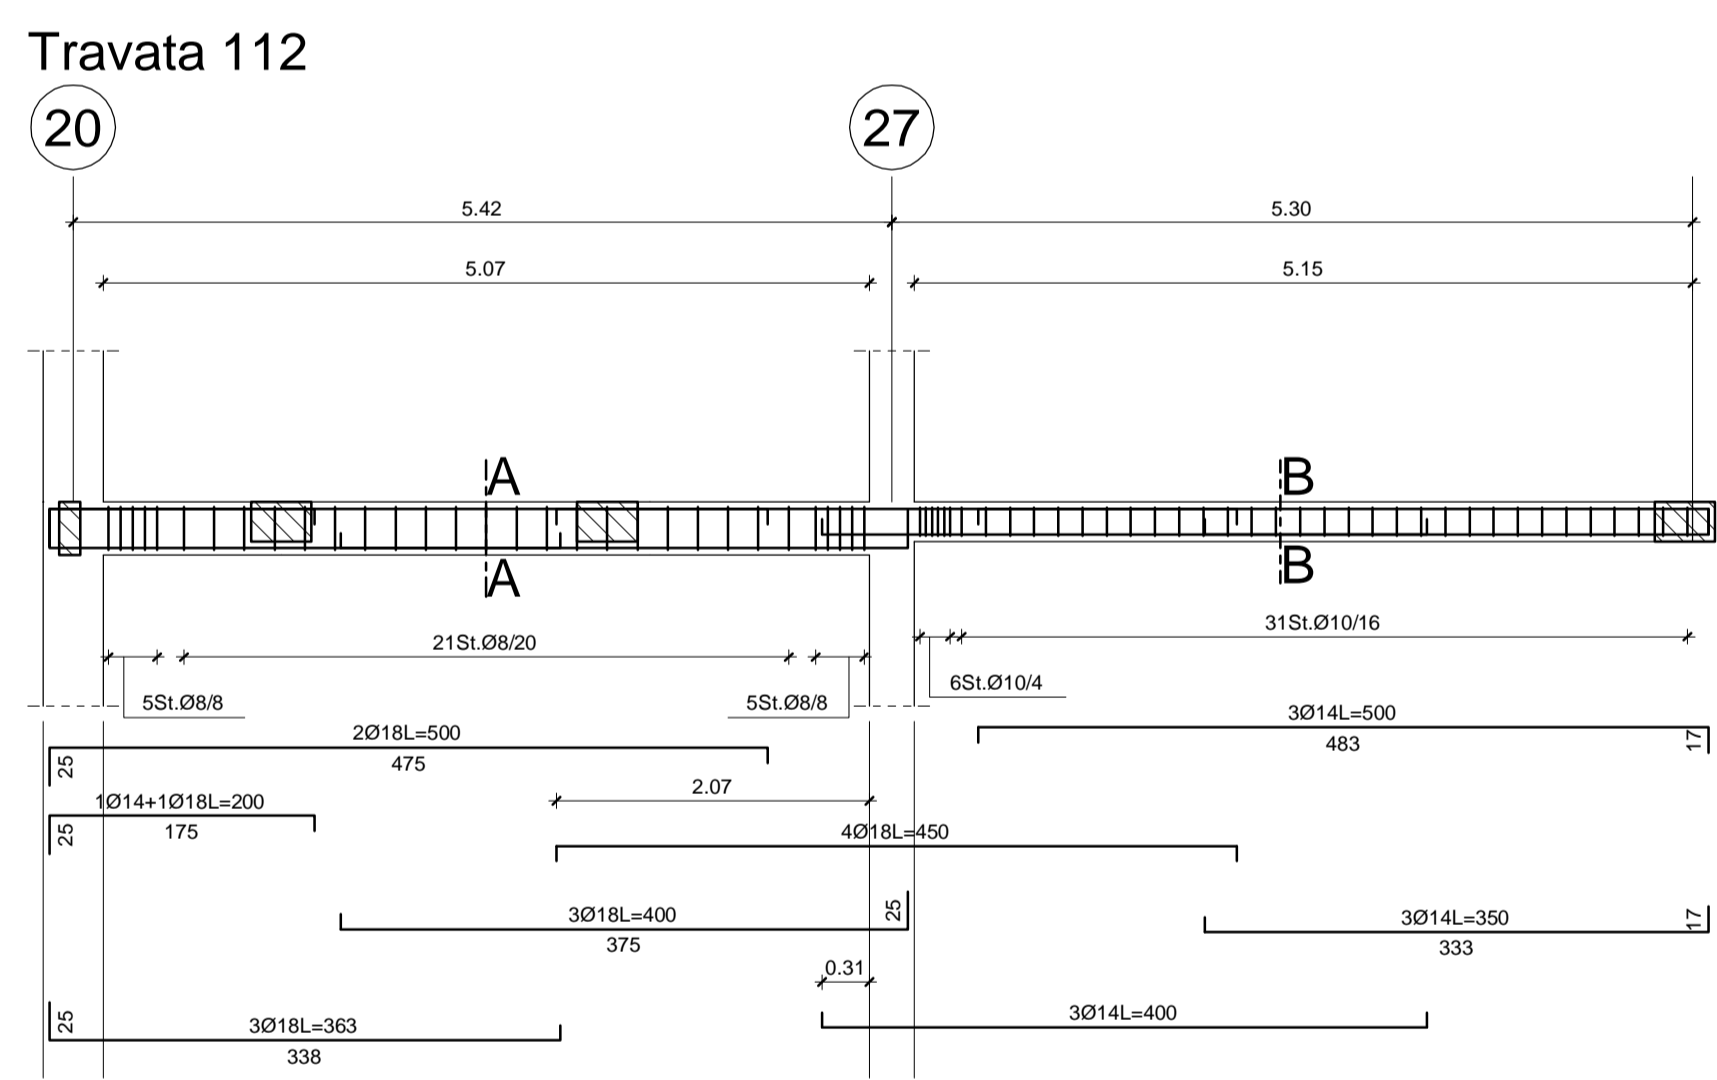 Travata 112
20
27
5.42
5.30
5.07
5.15
A
B
A
B
21St.Ø8/20
31St.Ø10/16
5St.Ø8/8
5St.Ø8/8
6St.Ø10/4
2Ø18L=500
475
25
3Ø14L=500
483
17
2.07
1Ø14+1Ø18L=200
175
25
4Ø18L=450
3Ø18L=400
375
25
3Ø14L=350
333
17
0.31
3Ø18L=363
338
25
3Ø14L=400